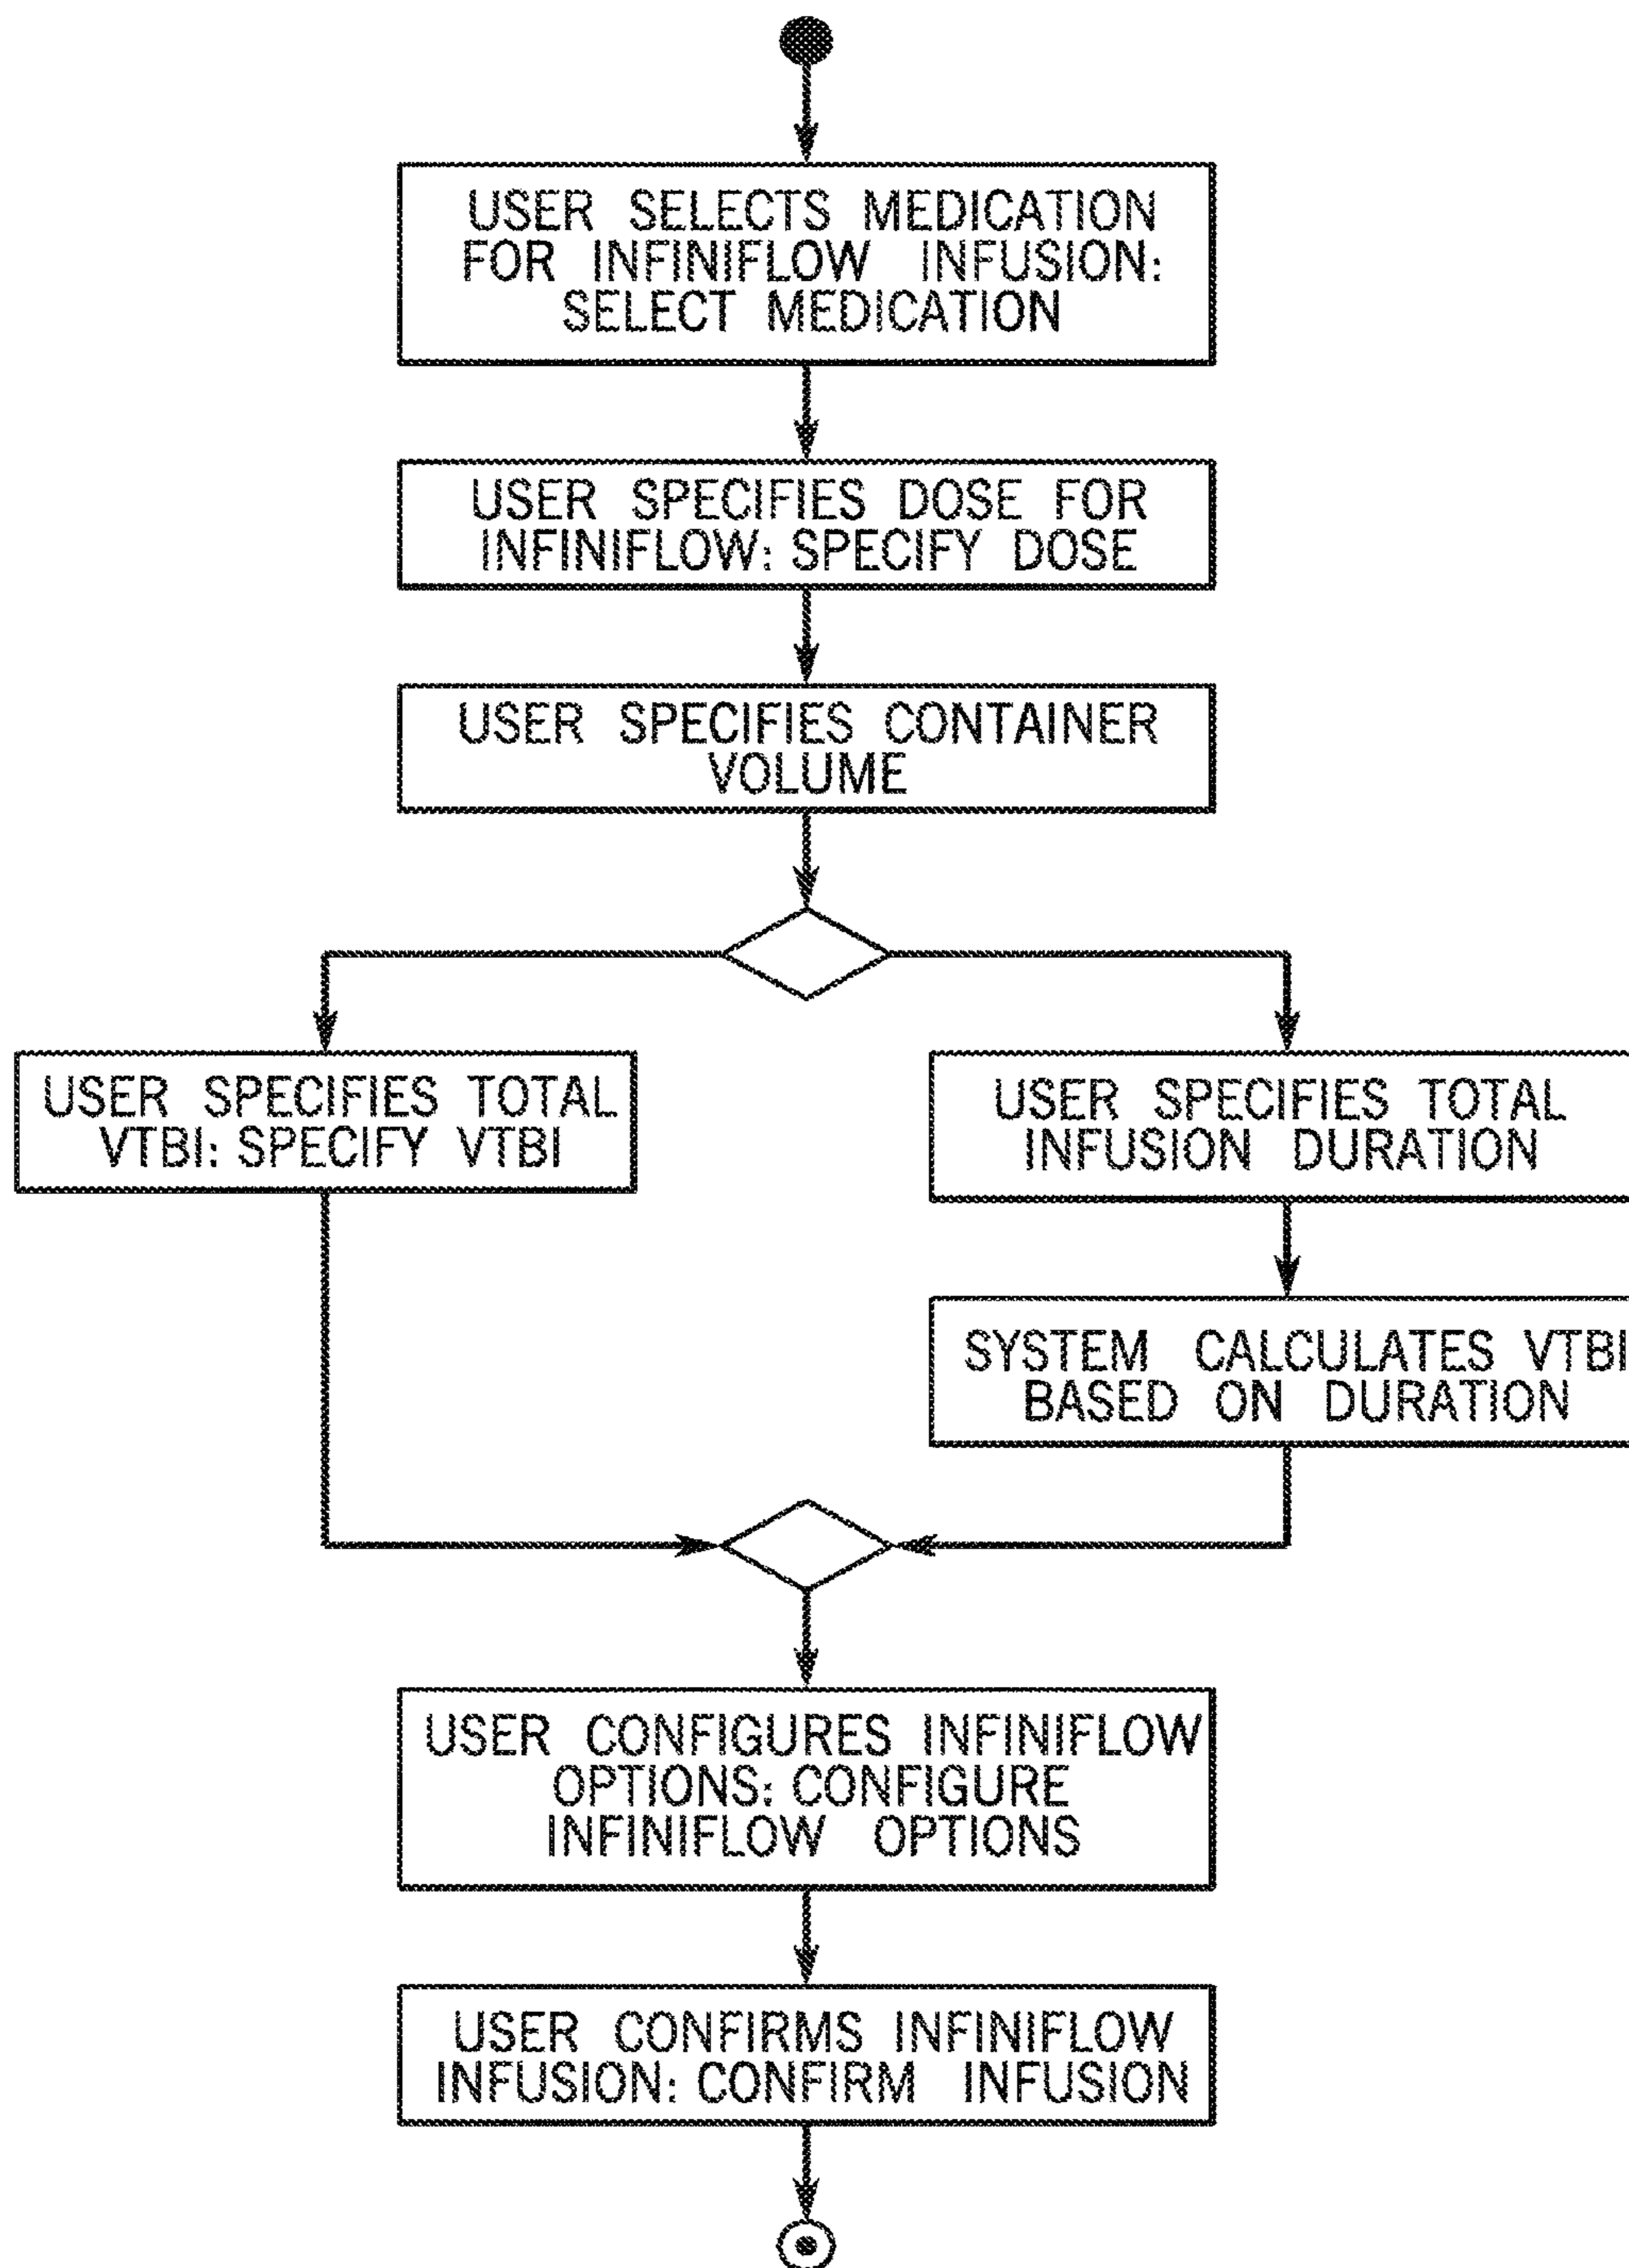 USER SELECTS MEDICATION
FOR INFINIFLOW INFUSION:
SELECT MEDICATION
USER SPECIFIES DOSE FOR
INFINIFLOW: SPECIFY DOSE
USER SPECIFIES CONTAINER
VOLUME
USER SPECIFIES TOTAL
VTBI: SPECIFY VTBI
USER SPECIFIES TOTAL
INFUSION DURATION
SYSTEM CALCULATES VTBI
BASED ON DURATION
USER CONFIGURES INFINIFLOW
OPTIONS: CONFIGURE
INFINIFLOW OPTIONS
USER CONFIRMS INFINIFLOW
INFUSION: CONFIRM INFUSION